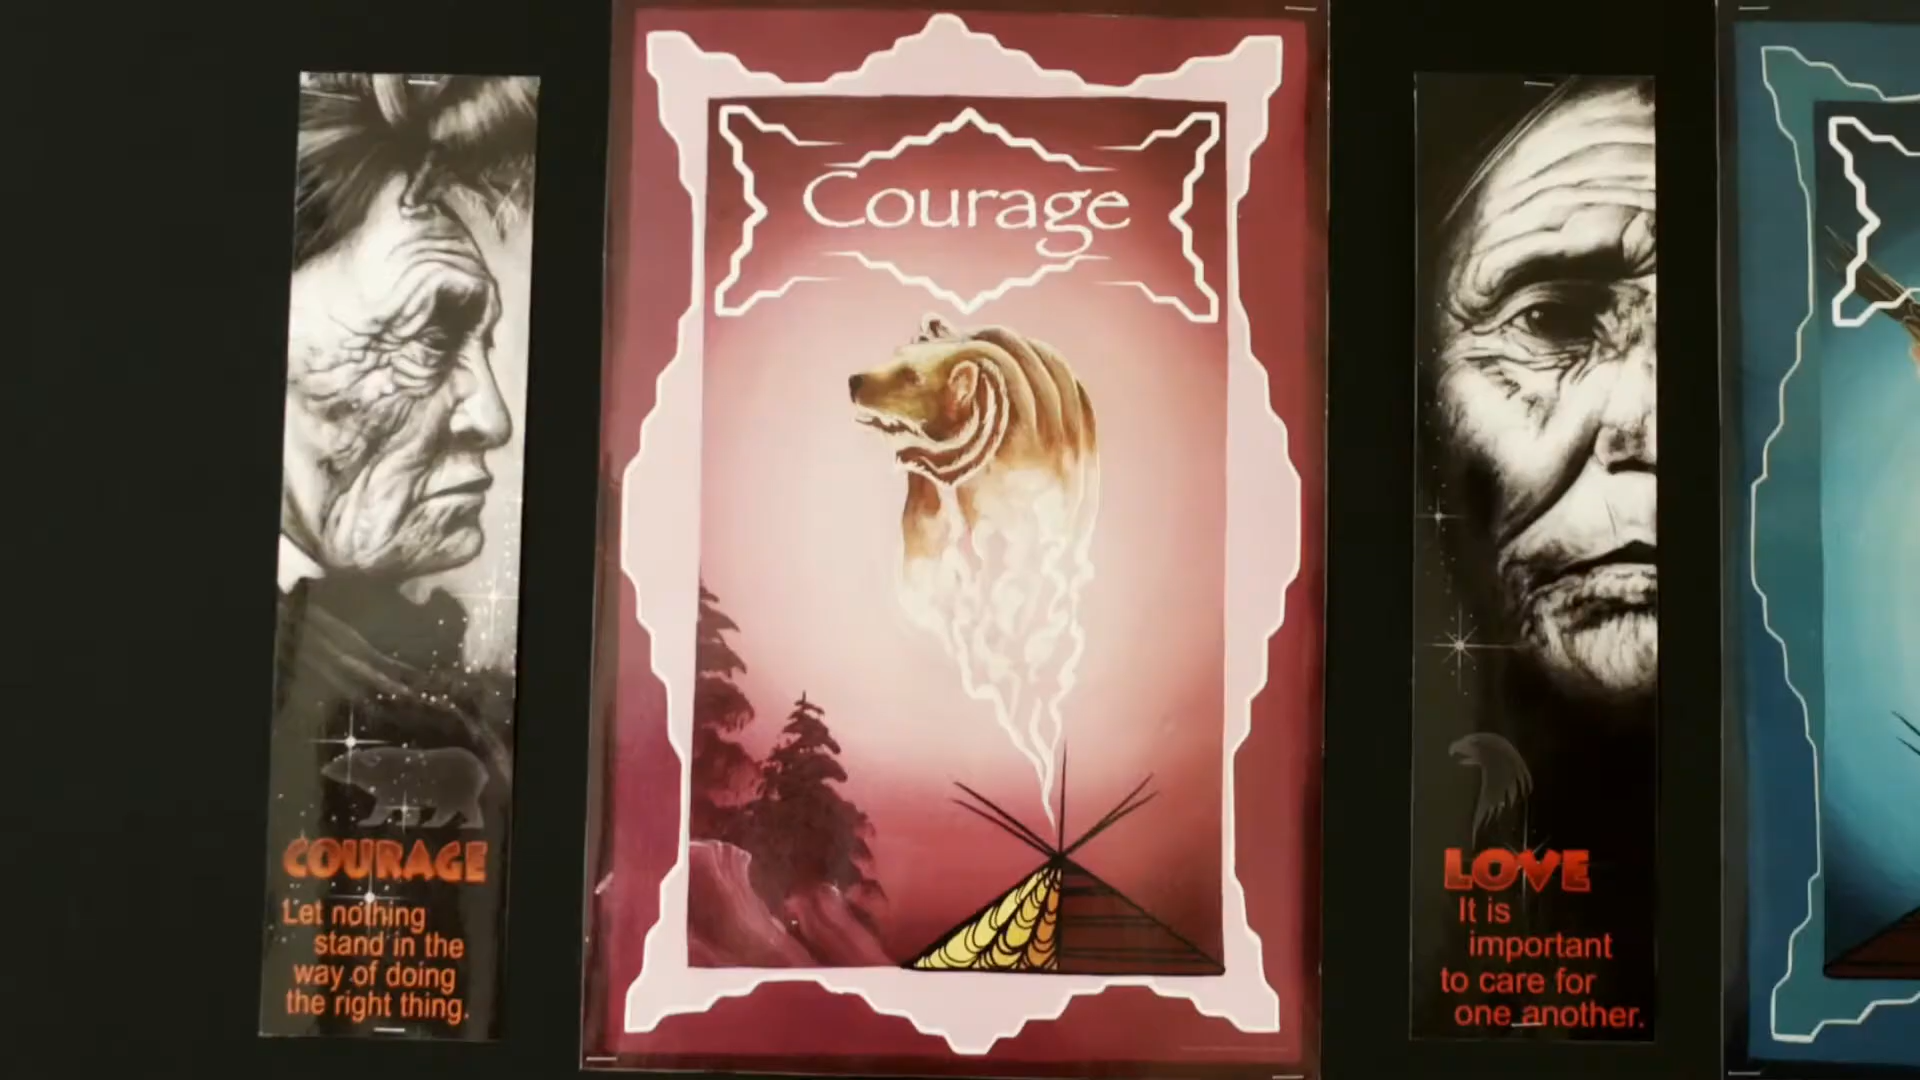 COURAGE
Let nothing
stand in the
way of doing
the right thing.
Courage
LOVE
It is
important
to care for
one another.